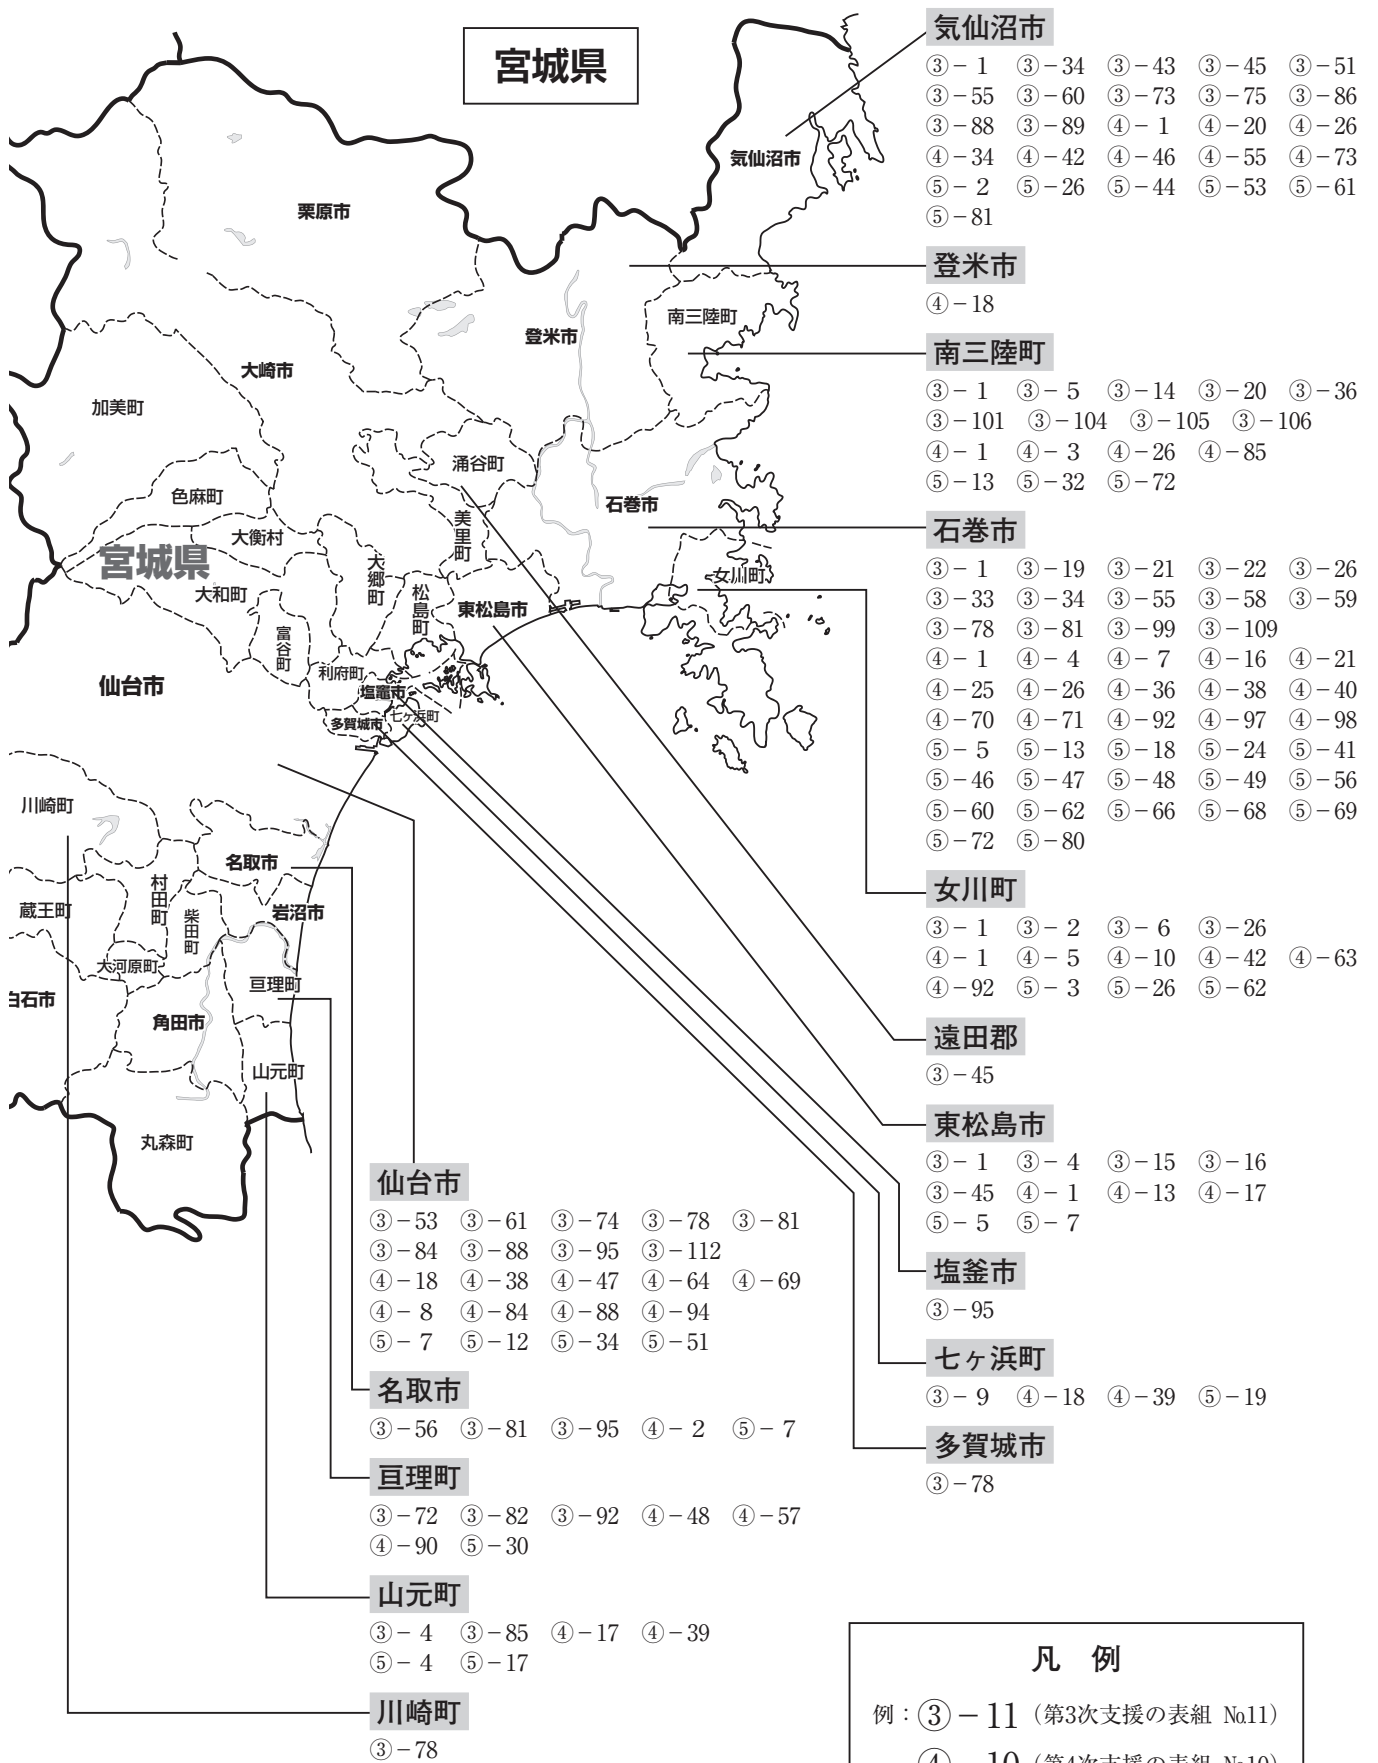 宮城県
気仙沼市
③－1 ③－34 ③－43 ③－45 ③－51
③－55 ③－60 ③－73 ③－75 ③－86
③－88 ③－89 ④－1 ④－20 ④－26
④－34 ④－42 ④－46 ④－55 ④－73
⑤－2 ⑤－26 ⑤－44 ⑤－53 ⑤－61
⑤－81
登米市
④－18
南三陸町
③－1 ③－5 ③－14 ③－20 ③－36
③－101 ③－104 ③－105 ③－106
④－1 ④－3 ④－26 ④－85
⑤－13 ⑤－32 ⑤－72
石巻市
③－1 ③－19 ③－21 ③－22 ③－26
③－33 ③－34 ③－55 ③－58 ③－59
③－78 ③－81 ③－99 ③－109
④－1 ④－4 ④－7 ④－16 ④－21
④－25 ④－26 ④－36 ④－38 ④－40
④－70 ④－71 ④－92 ④－97 ④－98
⑤－5 ⑤－13 ⑤－18 ⑤－24 ⑤－41
⑤－46 ⑤－47 ⑤－48 ⑤－49 ⑤－56
⑤－60 ⑤－62 ⑤－66 ⑤－68 ⑤－69
⑤－72 ⑤－80
女川町
③－1 ③－2 ③－6 ③－26
④－1 ④－5 ④－10 ④－42 ④－63
④－92 ⑤－3 ⑤－26 ⑤－62
遠田郡
③－45
東松島市
③－1 ③－4 ③－15 ③－16
③－45 ④－1 ④－13 ④－17
⑤－5 ⑤－7
塩釜市
③－95
七ヶ浜町
③－9 ④－18 ④－39 ⑤－19
多賀城市
③－78
仙台市
③－53 ③－61 ③－74 ③－78 ③－81
③－84 ③－88 ③－95 ③－112
④－18 ④－38 ④－47 ④－64 ④－69
④－8 ④－84 ④－88 ④－94
⑤－7 ⑤－12 ⑤－34 ⑤－51
名取市
③－56 ③－81 ③－95 ④－2 ⑤－7
亘理町
③－72 ③－82 ③－92 ④－48 ④－57
④－90 ⑤－30
山元町
③－4 ③－85 ④－17 ④－39
⑤－4 ⑤－17
川崎町
③－78
気仙沼市
栗原市
南三陸町
登米市
大崎市
加美町
涌谷町
色麻町
石巻市
美里町
大衡村
宮城県
大郷町
女川町
大和町
松島町
東松島市
富谷町
利府町
仙台市
塩竈市
七ヶ浜町
多賀城市
川崎町
名取市
村田町
蔵王町
柴田町
岩沼市
大河原町
亘理町
白石市
角田市
山元町
丸森町
凡 例
例：③－11（第3次支援の表組 №11）
④－10（第4次支援の表組 №10）